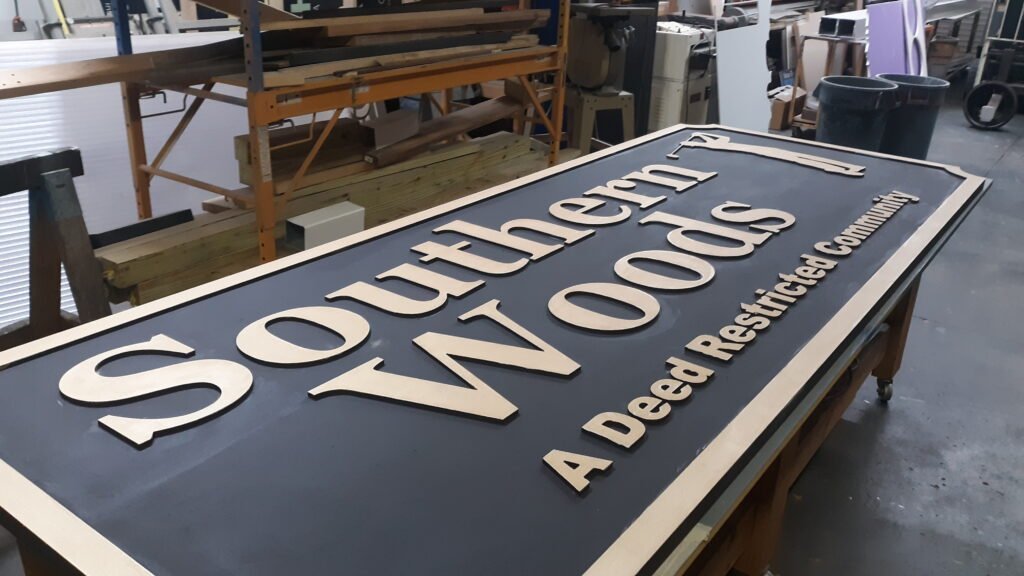 Southern
Woods
A Deed Restricted Community